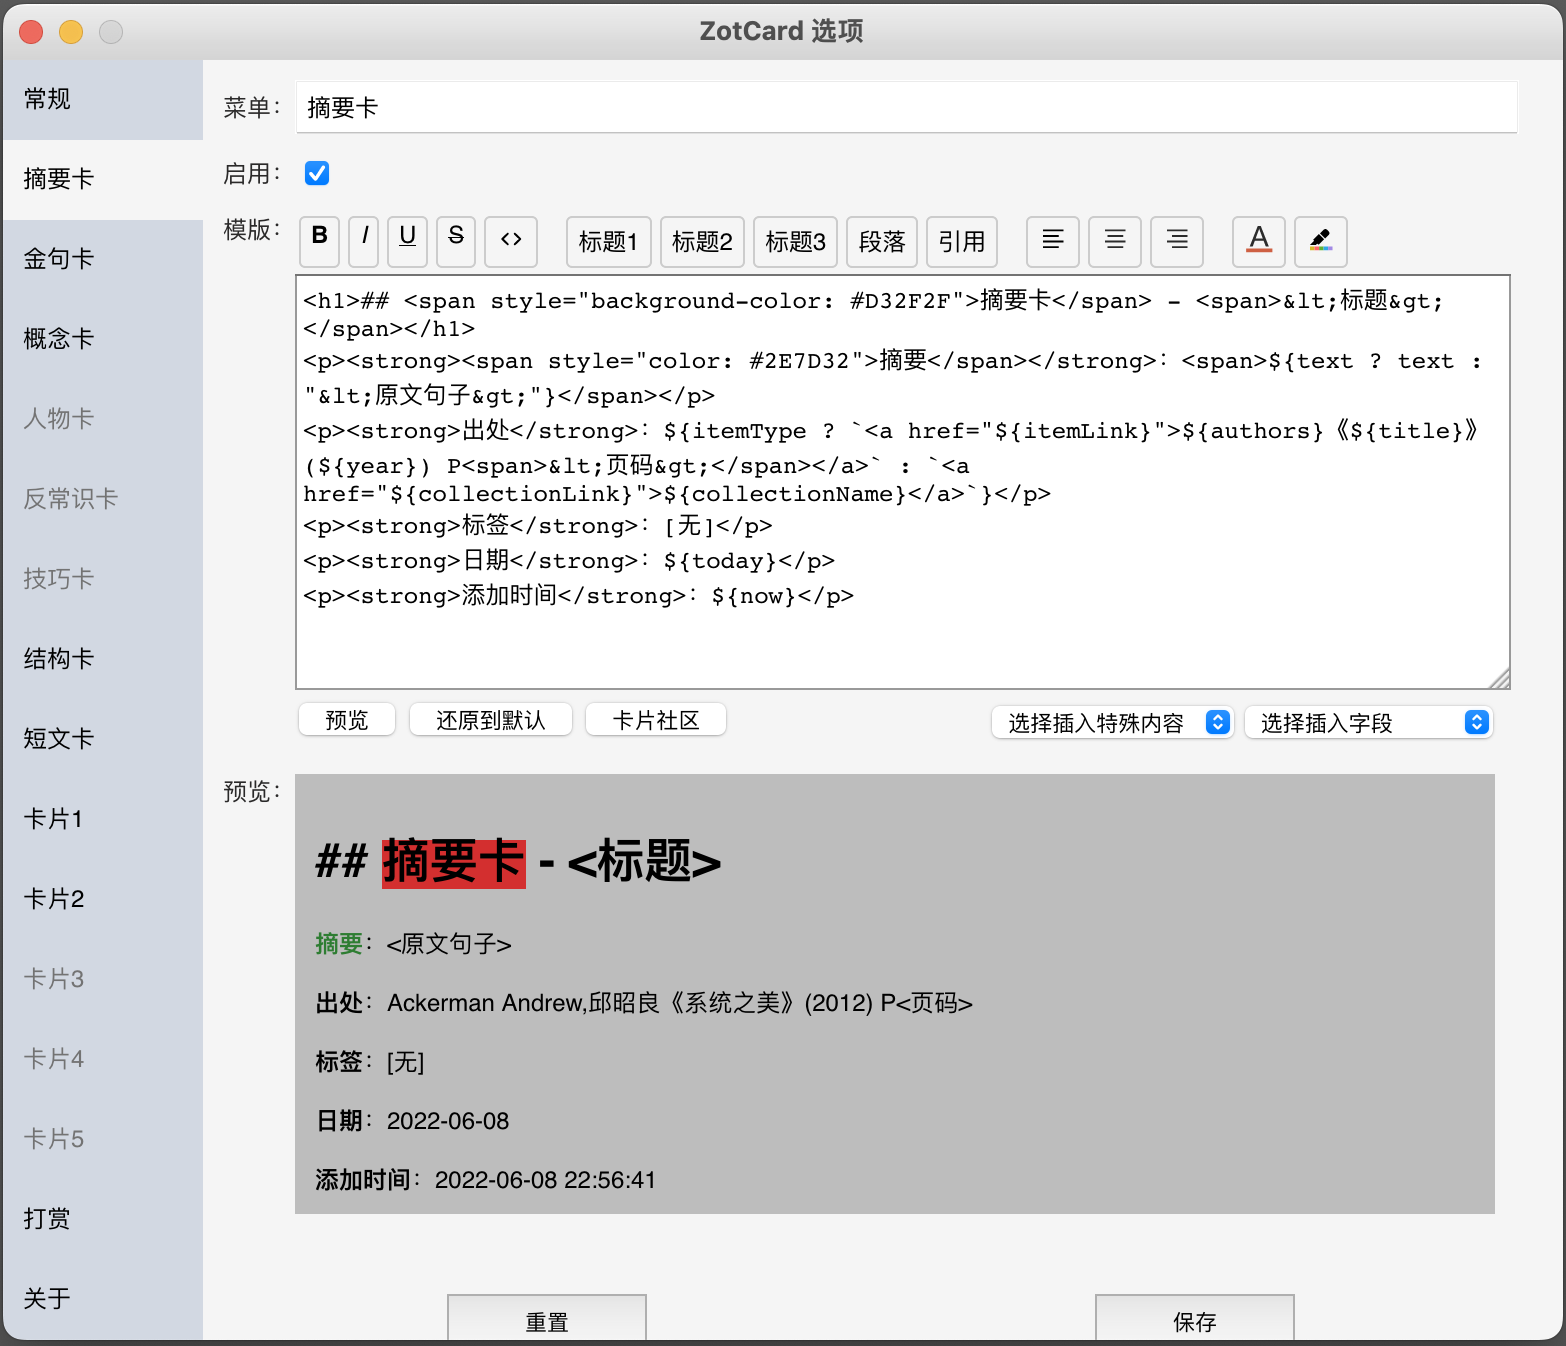 ZotCard 选项
常规
摘要卡
金句卡
概念卡
人物卡
反常识卡
技巧卡
结构卡
短文卡
卡片1
卡片2
卡片3
卡片4
卡片5
打赏
关于
菜单： 摘要卡
启用：
模版： B I U S <> 标题1 标题2 标题3 段落 引用 A
<h1>## <span style="background-color: #D32F2F">摘要卡</span> - <span>&lt;标题&gt;
</span></h1>
<p><strong><span style="color: #2E7D32">摘要</span></strong>：<span>${text ? text :
"&lt;原文句子&gt;"}</span></p>
<p><strong>出处</strong>：${itemType ? `<a href="${itemLink}">${authors}《${title}》
(${year}) P<span>&lt;页码&gt;</span></a>` : `<a
href="${collectionLink}">${collectionName}</a>`}</p>
<p><strong>标签</strong>：[无]</p>
<p><strong>日期</strong>：${today}</p>
<p><strong>添加时间</strong>：${now}</p>
预览 还原到默认 卡片社区 选择插入特殊内容 选择插入字段
预览：
## 摘要卡 - <标题>
摘要：<原文句子>
出处：Ackerman Andrew,邱昭良《系统之美》(2012) P<页码>
标签：[无]
日期：2022-06-08
添加时间：2022-06-08 22:56:41
重置 保存